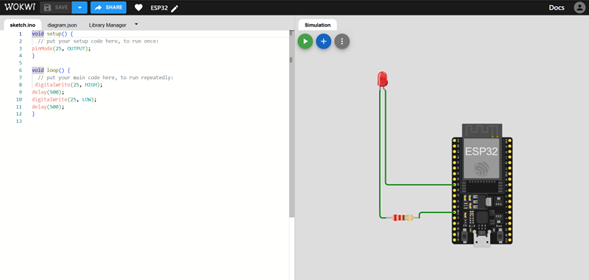 WOKWI SAVE SHARE ESP32 Docs
sketch.ino diagram.json Library Manager
Simulation
1 void setup() {
2 // put your setup code here, to run once:
3 pinMode(25, OUTPUT);
4 }
5
6 void loop() {
7 // put your main code here, to run repeatedly:
8 digitalWrite(25, HIGH);
9 delay(500);
10 digitalWrite(25, LOW);
11 delay(500);
12 }
13
ESP32